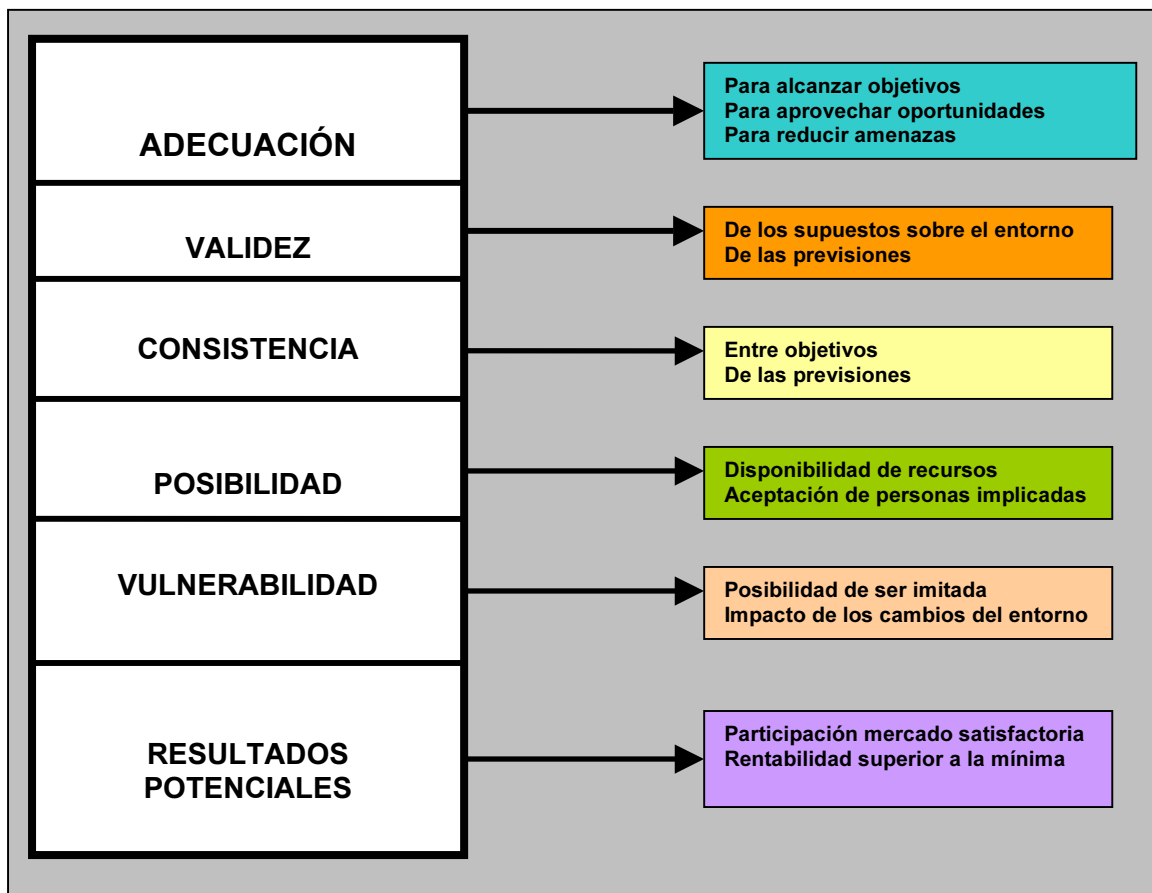 ADECUACIÓN
Para alcanzar objetivos
Para aprovechar oportunidades
Para reducir amenazas
VALIDEZ
De los supuestos sobre el entorno
De las previsiones
CONSISTENCIA
Entre objetivos
De las previsiones
POSIBILIDAD
Disponibilidad de recursos
Aceptación de personas implicadas
VULNERABILIDAD
Posibilidad de ser imitada
Impacto de los cambios del entorno
RESULTADOS
POTENCIALES
Participación mercado satisfactoria
Rentabilidad superior a la mínima